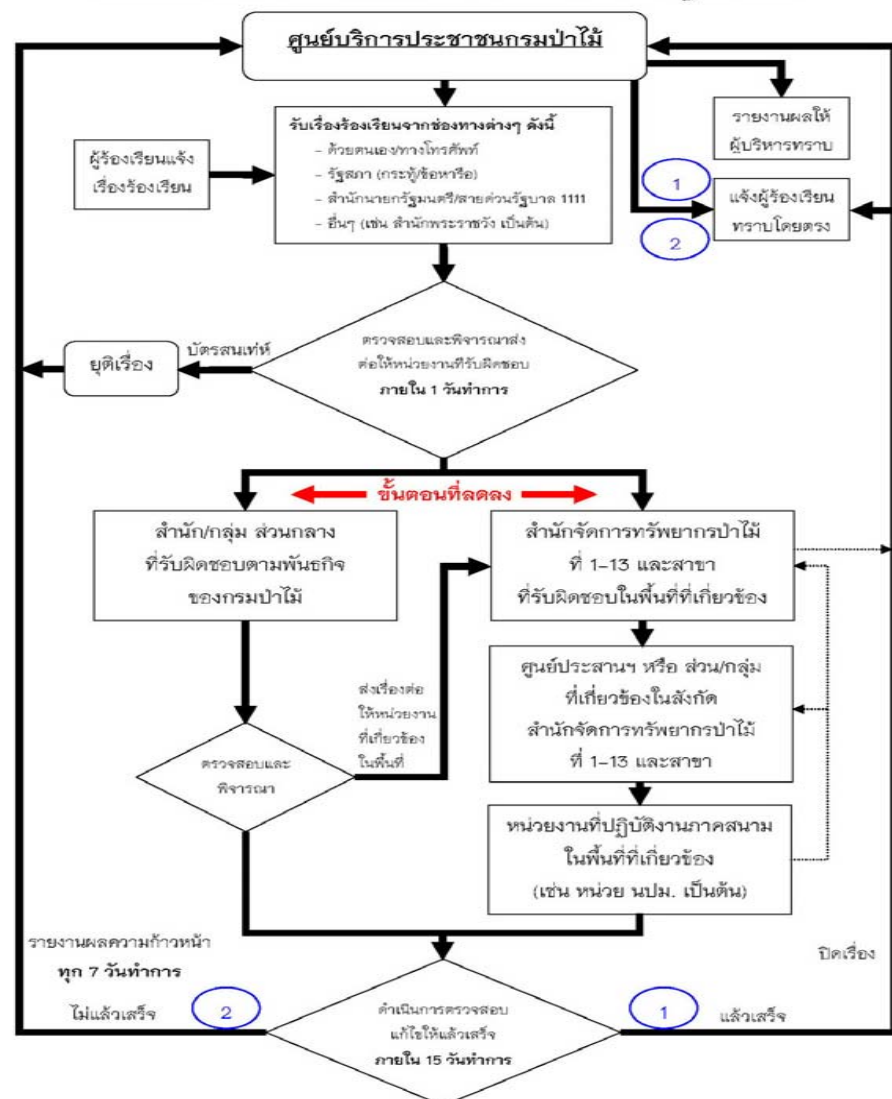 ศูนย์บริการประชาชนกรมป่าไม้
รับเรื่องร้องเรียนจากช่องทางต่างๆ ดังนี้
- ด้วยตนเอง/ทางโทรศัพท์
- รัฐสภา (กระทู้/ข้อหารือ)
- สำนักนายกรัฐมนตรี/สายด่วนรัฐบาล 1111
- อื่นๆ (เช่น สำนักพระราชวัง เป็นต้น)
ผู้ร้องเรียนแจ้ง
เรื่องร้องเรียน
รายงานผลให้
ผู้บริหารทราบ
1
2
แจ้งผู้ร้องเรียน
ทราบโดยตรง
ตรวจสอบและพิจารณาส่ง
ต่อให้หน่วยงานที่รับผิดชอบ
ภายใน 1 วันทำการ
บัตรสนเท่ห์
ยุติเรื่อง
ขั้นตอนที่ลดลง
สำนัก/กลุ่ม ส่วนกลาง
ที่รับผิดชอบตามพันธกิจ
ของกรมป่าไม้
สำนักจัดการทรัพยากรป่าไม้
ที่ 1-13 และสาขา
ที่รับผิดชอบในพื้นที่ที่เกี่ยวข้อง
ส่งเรื่องต่อ
ให้หน่วยงาน
ที่เกี่ยวข้อง
ในพื้นที่
ศูนย์ประสานฯ หรือ ส่วน/กลุ่ม
ที่เกี่ยวข้องในสังกัด
สำนักจัดการทรัพยากรป่าไม้
ที่ 1-13 และสาขา
ตรวจสอบและ
พิจารณา
หน่วยงานที่ปฏิบัติงานภาคสนาม
ในพื้นที่ที่เกี่ยวข้อง
(เช่น หน่วย นปม. เป็นต้น)
รายงานผลความก้าวหน้า
ทุก 7 วันทำการ
ไม่แล้วเสร็จ
2
ดำเนินการตรวจสอบ
แก้ไขให้แล้วเสร็จ
ภายใน 15 วันทำการ
1
แล้วเสร็จ
ปิดเรื่อง